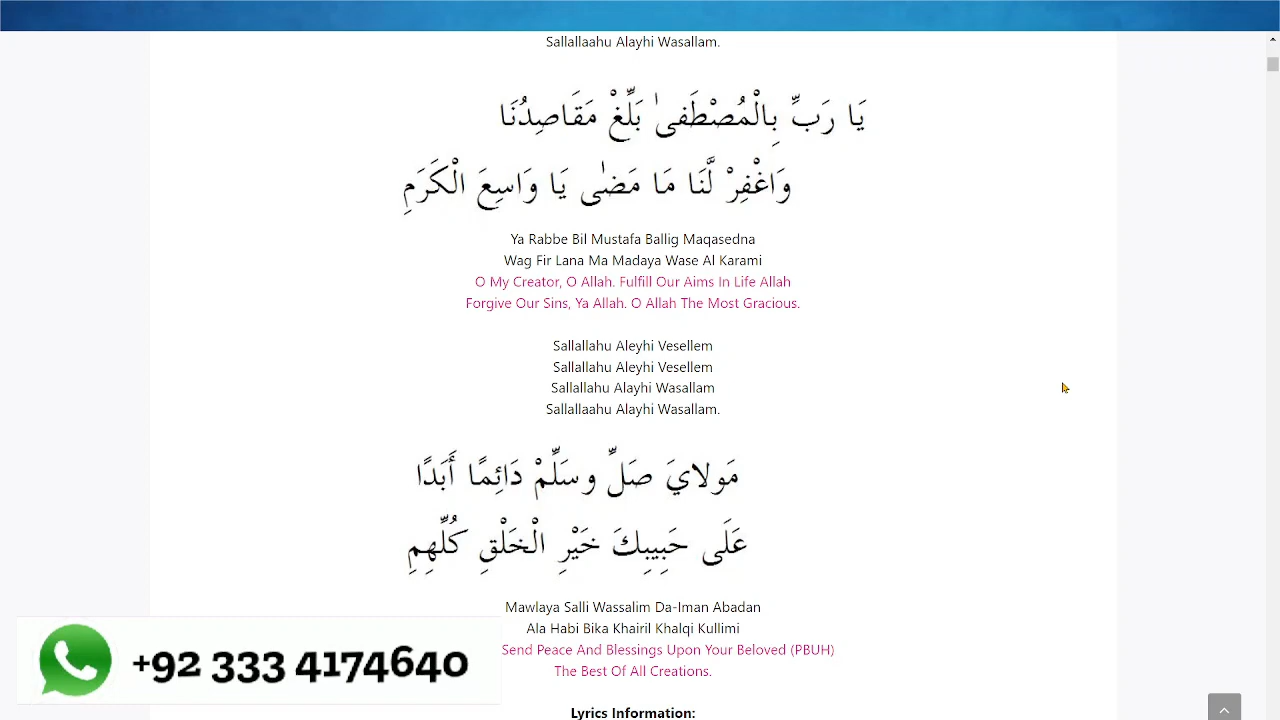 Sallallaahu Alayhi Wasallam.
يَا رَبِّ بِالْمُصْطَفىٰ بَلِّغْ مَقَاصِدُنَا
وَاغْفِرْ لَّنَا مَا مَضٰى يَا وَاسِعَ الْكَرَمِ
Ya Rabbe Bil Mustafa Ballig Maqasedna
Wag Fir Lana Ma Madaya Wase Al Karami
O My Creator, O Allah. Fulfill Our Aims In Life Allah
Forgive Our Sins, Ya Allah. O Allah The Most Gracious.
Sallallahu Aleyhi Vesellem
Sallallahu Aleyhi Vesellem
Sallallahu Alayhi Wasallam
Sallallaahu Alayhi Wasallam.
مَولايَ صَلِّ وسَلِّمْ دَائِمًا أَبَدًا
عَلَى حَبِيبِكَ خَيْرِ الْخَلْقِ كُلِّهِمِ
Mawlaya Salli Wassalim Da-Iman Abadan
Ala Habi Bika Khairil Khalqi Kullimi
Send Peace And Blessings Upon Your Beloved (PBUH)
The Best Of All Creations.
+92 333 4174640
Lyrics Information: